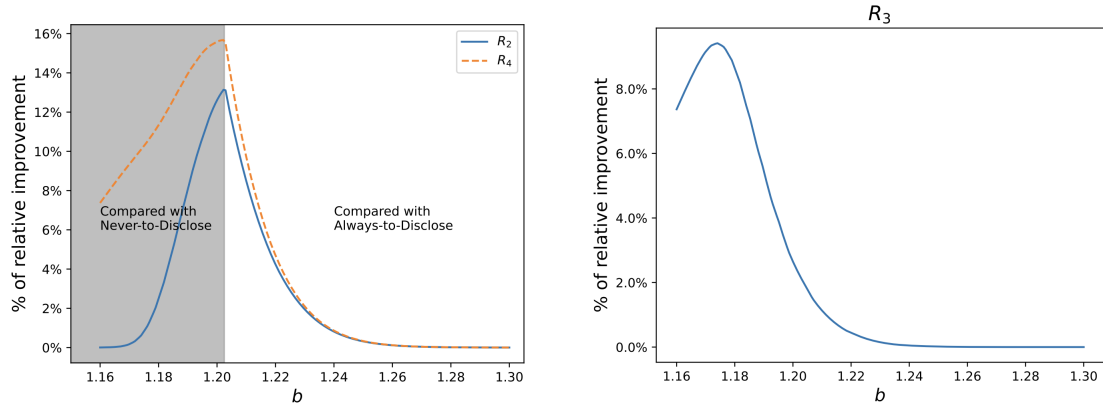 % of relative improvement
16%
14%
12%
10%
8%
6%
4%
2%
0%
R₂
R₄
Compared with
Never-to-Disclose
Compared with
Always-to-Disclose
1.16
1.18
1.20
1.22
1.24
1.26
1.28
1.30
b
R₃
% of relative improvement
8.0%
6.0%
4.0%
2.0%
0.0%
1.16
1.18
1.20
1.22
1.24
1.26
1.28
1.30
b